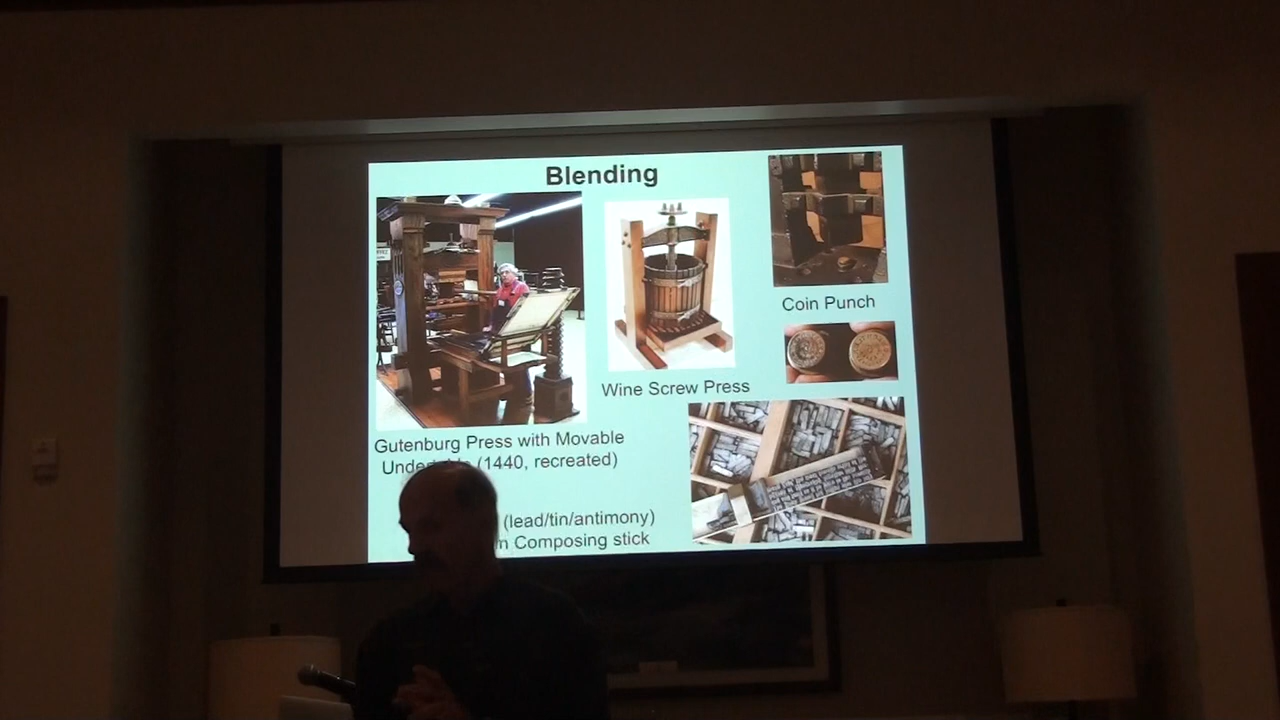 Blending
Coin Punch
Wine Screw Press
Gutenburg Press with Movable
(1440, recreated)
(lead/tin/antimony)
Composing stick